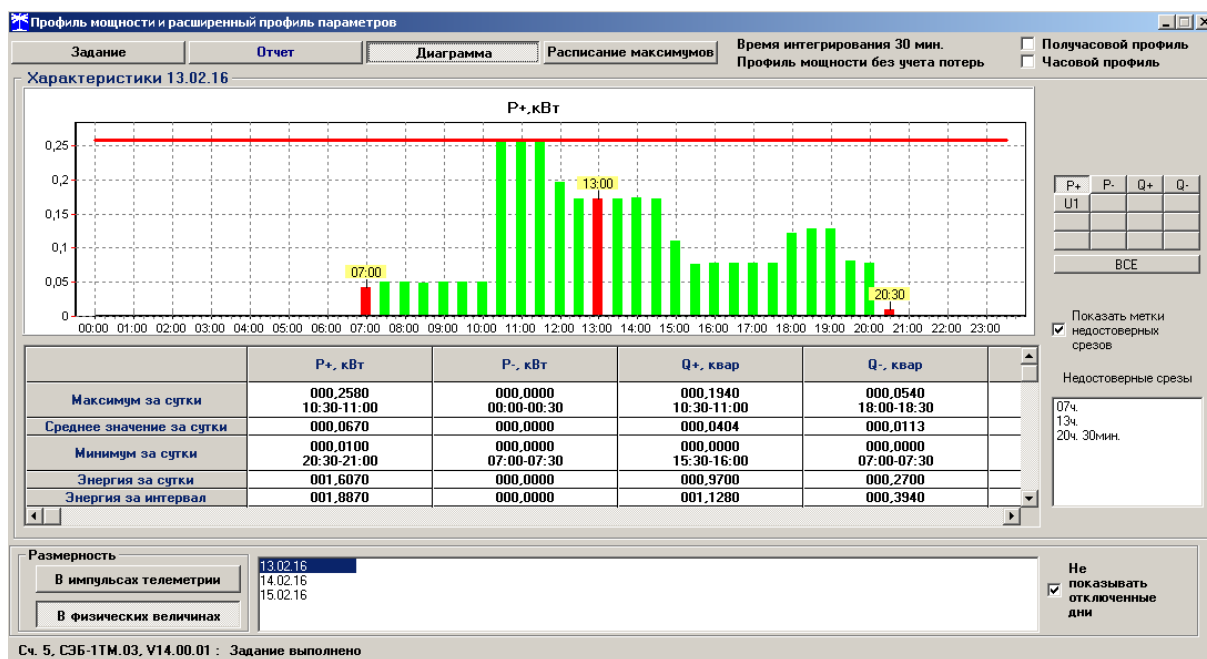 Профиль мощности и расширенный профиль параметров
Задание
Отчет
Диаграмма
Расписание максимумов
Время интегрирования 30 мин.
Профиль мощности без учета потерь
Получасовой профиль
Часовой профиль
Характеристики 13.02.16
P+,кВт
0,25
0,2
0,15
0,1
0,05
0
07:00
13:00
20:30
00:00 01:00 02:00 03:00 04:00 05:00 06:00 07:00 08:00 09:00 10:00 11:00 12:00 13:00 14:00 15:00 16:00 17:00 18:00 19:00 20:00 21:00 22:00 23:00
P+ P- Q+ Q-
U1
ВСЕ
Показать метки
недостоверных
срезов
Недостоверные срезы
07ч.
13ч.
20ч. 30мин.
P+, кВт P-, кВт Q+, квар Q-, квар
Максимум за сутки 000,2580 000,0000 000,1940 000,0540
10:30-11:00 00:00-00:30 10:30-11:00 18:00-18:30
Среднее значение за сутки 000,0670 000,0000 000,0404 000,0113
Минимум за сутки 000,0100 000,0000 000,0000 000,0000
20:30-21:00 07:00-07:30 15:30-16:00 07:00-07:30
Энергия за сутки 001,6070 000,0000 000,9700 000,2700
Энергия за интервал 001,8870 000,0000 001,1280 000,3940
Размерность
В импульсах телеметрии
В физических величинах
13.02.16
14.02.16
15.02.16
Не
показывать
отключенные
дни
Сч. 5, СЭБ-1ТМ.03, V14.00.01 : Задание выполнено